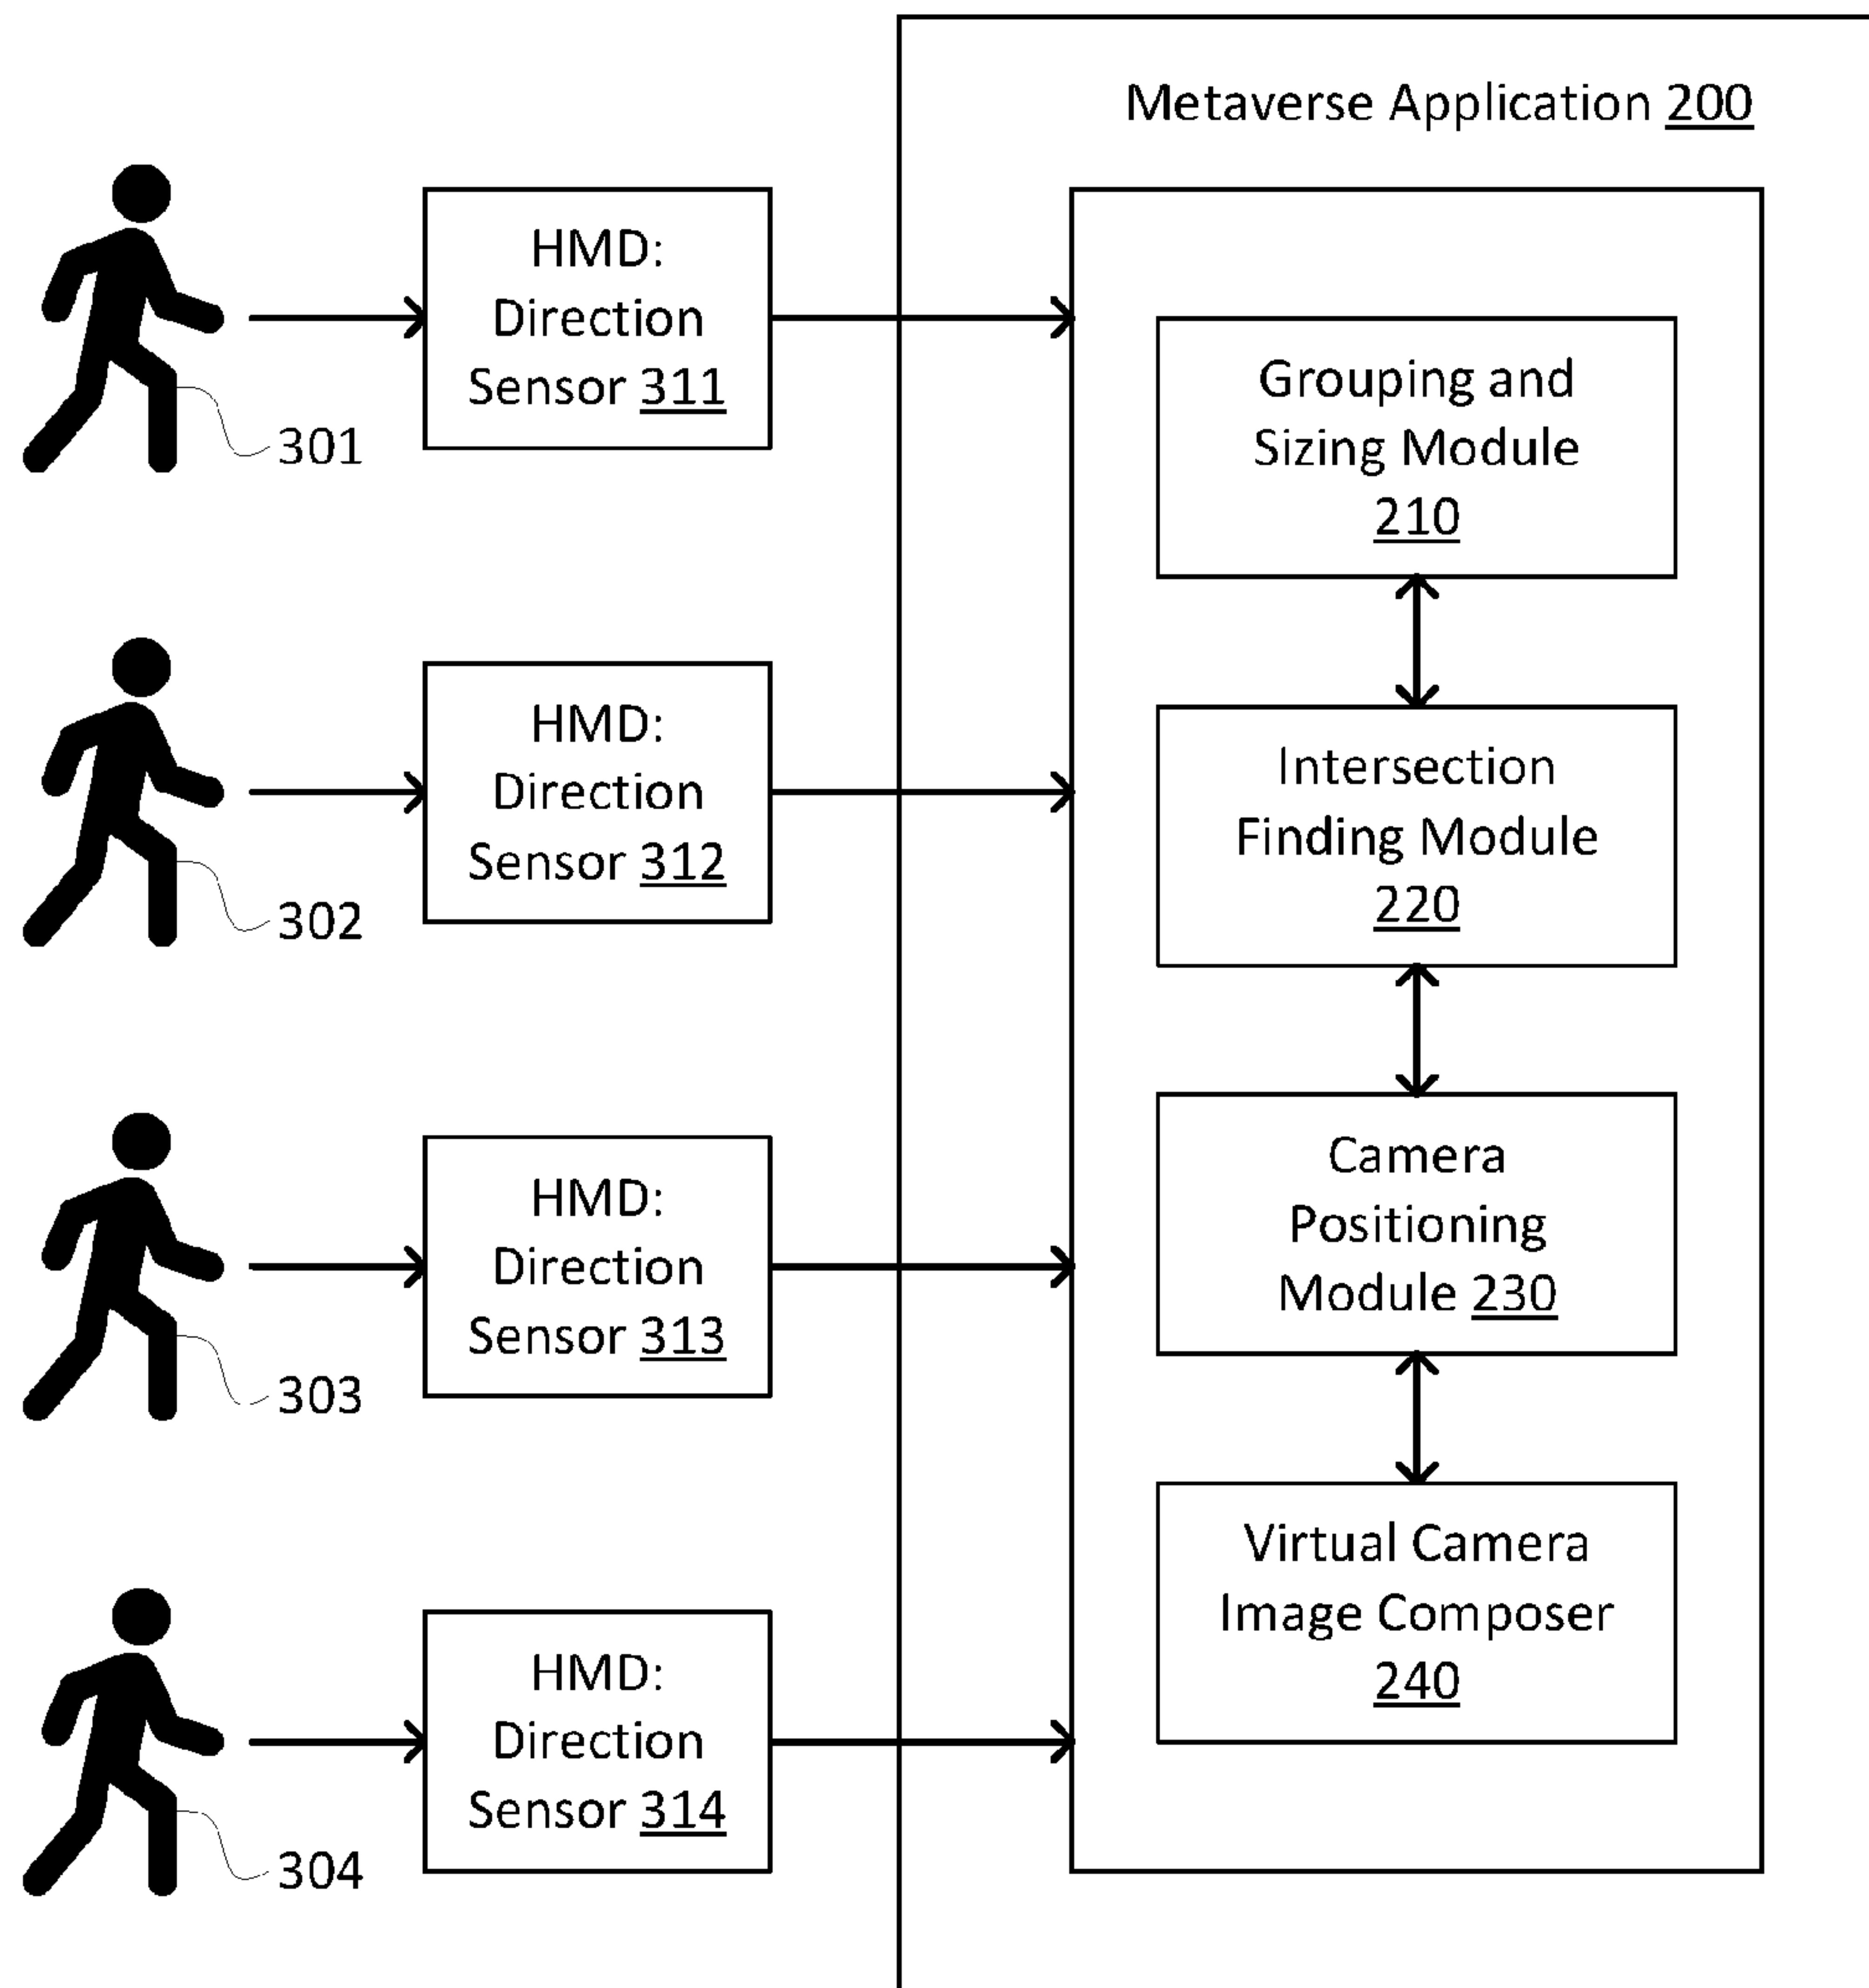 Metaverse Application 200
HMD:
Direction
Sensor 311
301
HMD:
Direction
Sensor 312
302
HMD:
Direction
Sensor 313
303
HMD:
Direction
Sensor 314
304
Grouping and
Sizing Module
210
Intersection
Finding Module
220
Camera
Positioning
Module 230
Virtual Camera
Image Composer
240